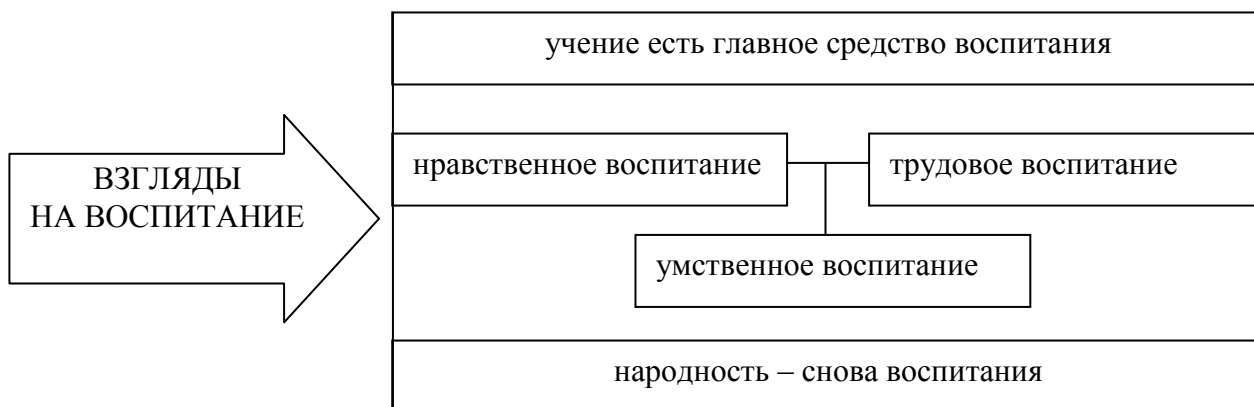 учение есть главное средство воспитания
ВЗГЛЯДЫ
НА ВОСПИТАНИЕ
нравственное воспитание
трудовое воспитание
умственное воспитание
народность – снова воспитания